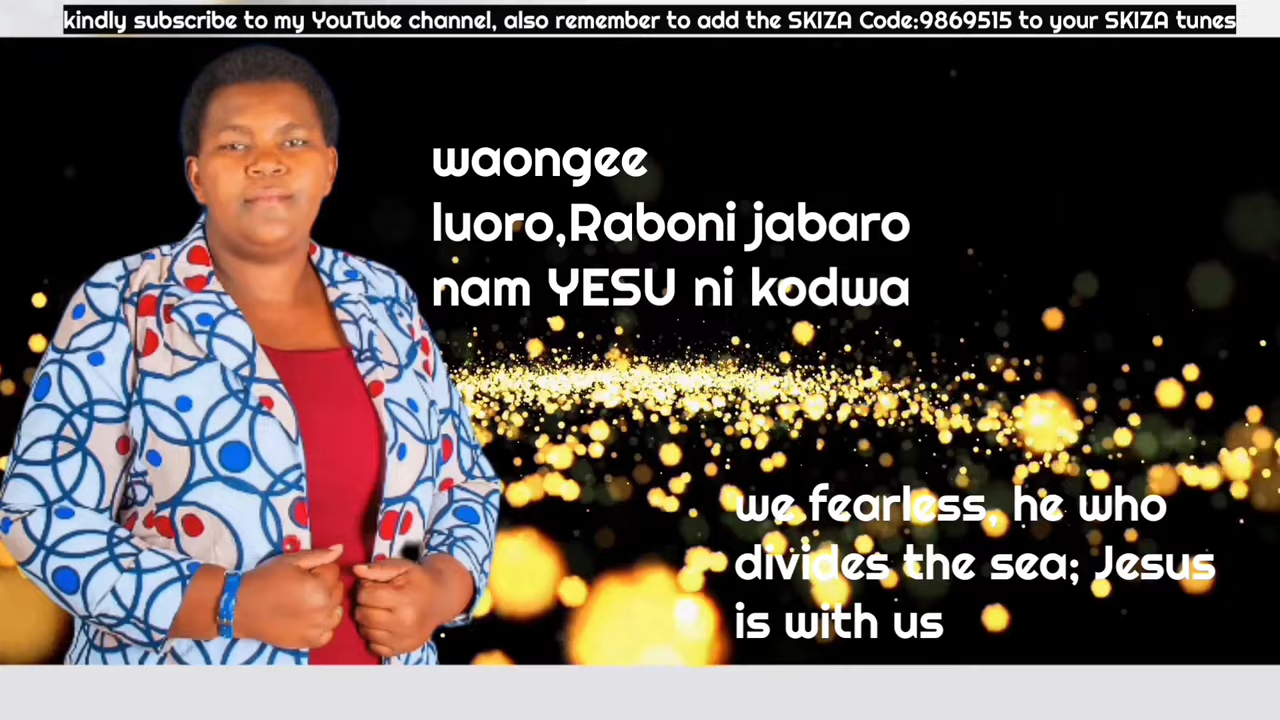 kindly subscribe to my YouTube channel, also remember to add the SKIZA Code:9869515 to your SKIZA tunes
waongee
luoro,Raboni jabaro
nam YESU ni kodwa
we fearless, he who
divides the sea; Jesus
is with us